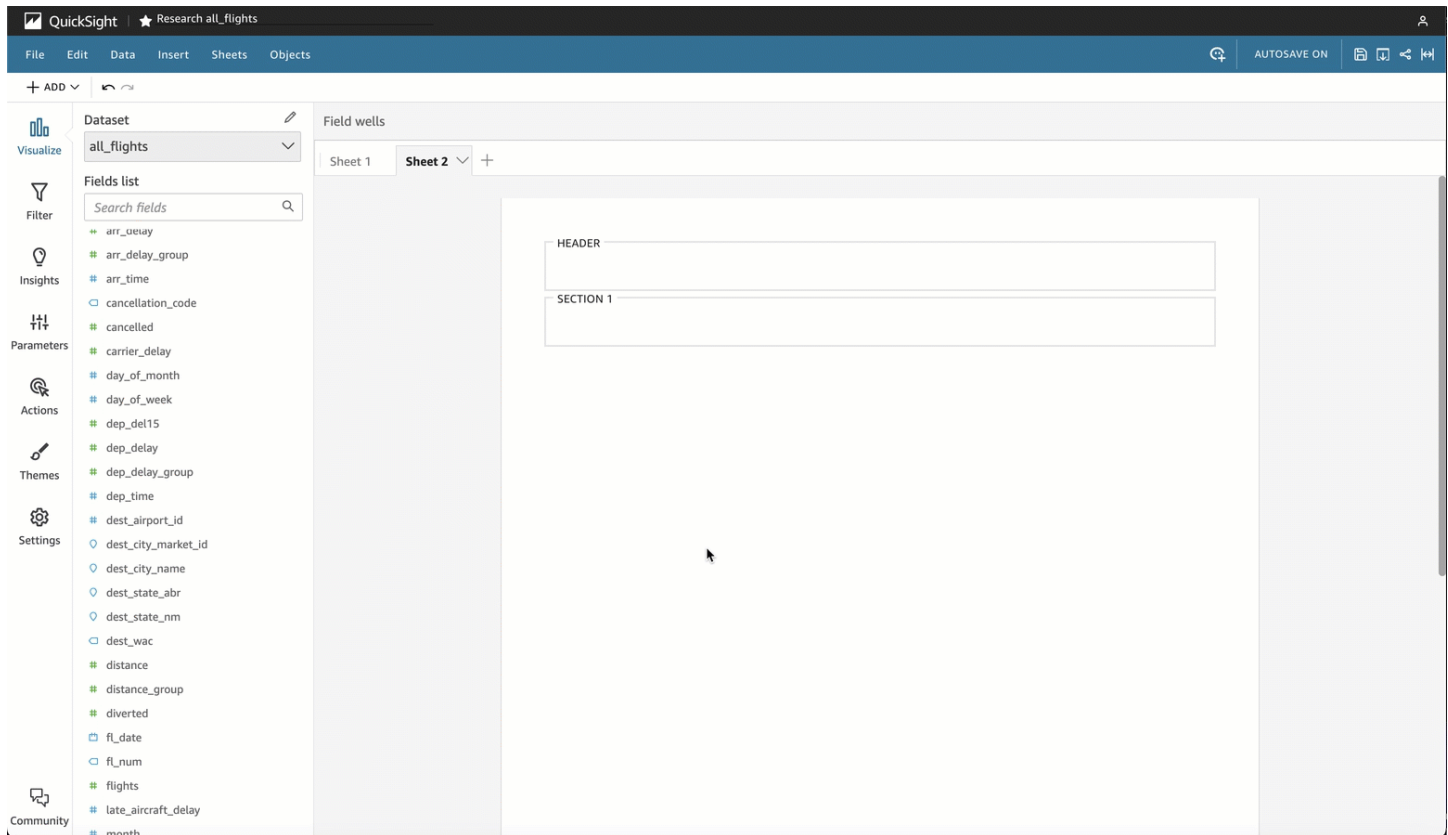 QuickSight Research all_flights
File Edit Data Insert Sheets Objects AUTOSAVE ON
ADD
Visualize
Filter
Insights
Parameters
Actions
Themes
Settings
Community
Dataset
all_flights
Fields list
Search fields
arr_delay
arr_delay_group
arr_time
cancellation_code
cancelled
carrier_delay
day_of_month
day_of_week
dep_del15
dep_delay
dep_delay_group
dep_time
dest_airport_id
dest_city_market_id
dest_city_name
dest_state_abr
dest_state_nm
dest_wac
distance
distance_group
diverted
fl_date
fl_num
flights
late_aircraft_delay
month
Field wells
Sheet 1 Sheet 2
HEADER
SECTION 1